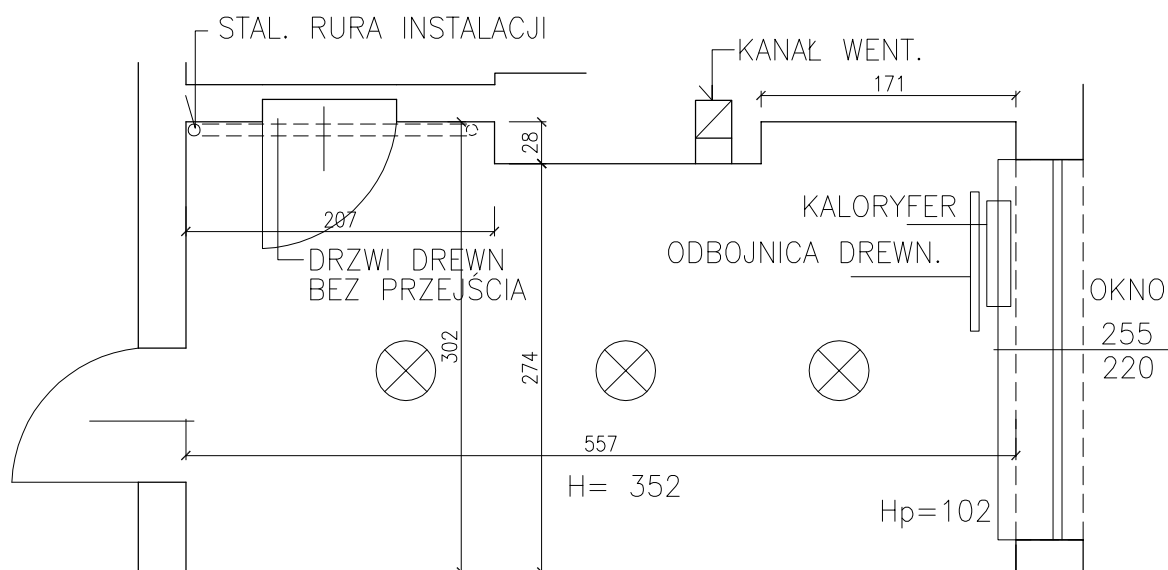 STAL. RURA INSTALACJI
KANAŁ WENT.
171
28
KALORYFER
207
ODBOJNICA DREWN.
DRZWI DREWN
BEZ PRZEJŚCIA
OKNO
255
220
302
274
557
H= 352
Hp=102